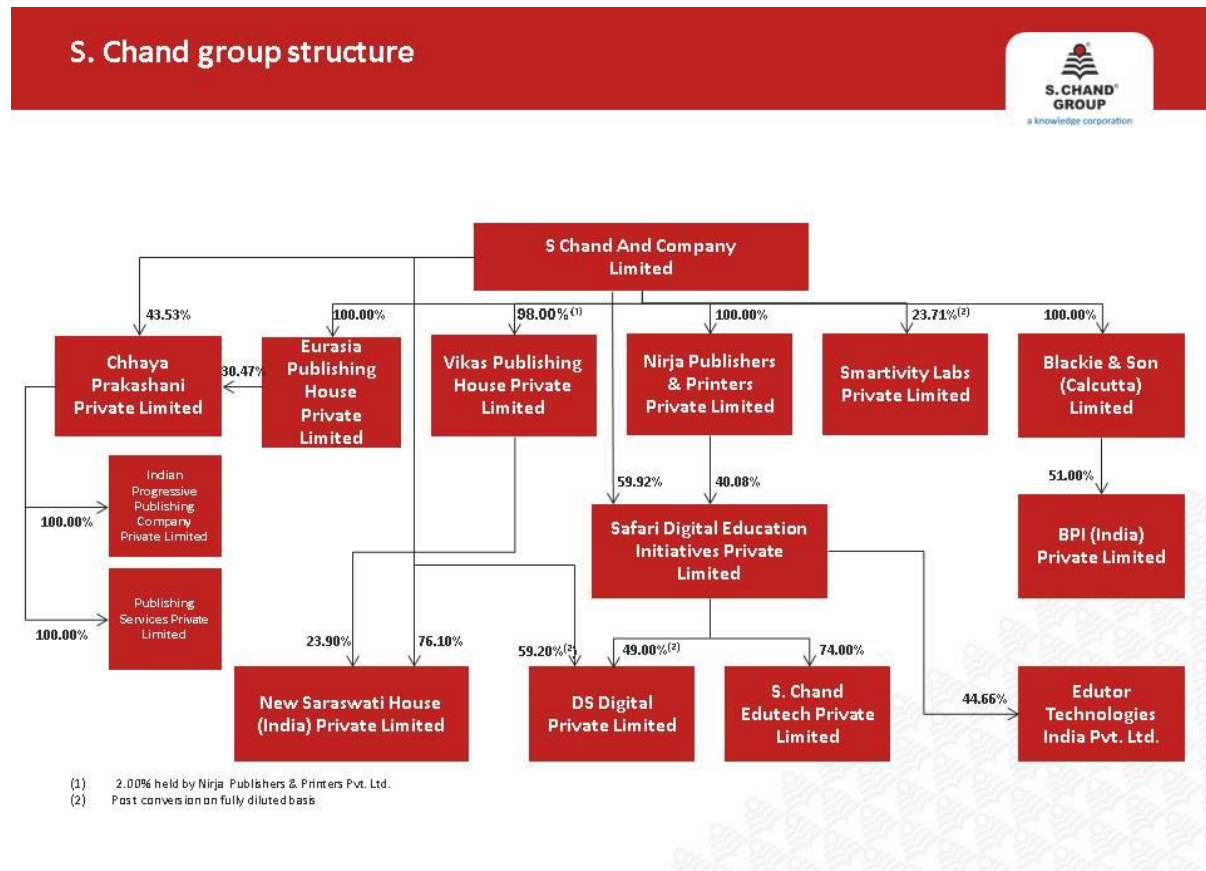 S. Chand group structure
S. CHAND®
GROUP
a knowledge corporation
S Chand And Company
Limited
43.53%
100.00%
98.00%(1)
100.00%
23.71%(2)
100.00%
Chhaya
Prakashani
Private Limited
30.47%
Eurasia
Publishing
House
Private
Limited
Vikas Publishing
House Private
Limited
Nirja Publishers
& Printers
Private Limited
Smartivity Labs
Private Limited
Blackie & Son
(Calcutta)
Limited
Indian
Progressive
Publishing
Company
Private Limited
100.00%
59.92%
40.08%
51.00%
Safari Digital Education
Initiatives Private
Limited
BPI (India)
Private Limited
Publishing
Services Private
Limited
100.00%
23.90%
76.10%
59.20%(2)
49.00%(2)
74.00%
44.66%
New Saraswati House
(India) Private Limited
DS Digital
Private Limited
S. Chand
Edutech Private
Limited
Edutor
Technologies
India Pvt. Ltd.
(1) 2.00% held by Nirja Publishers & Printers Pvt. Ltd.
(2) Post conversion on fully diluted basis